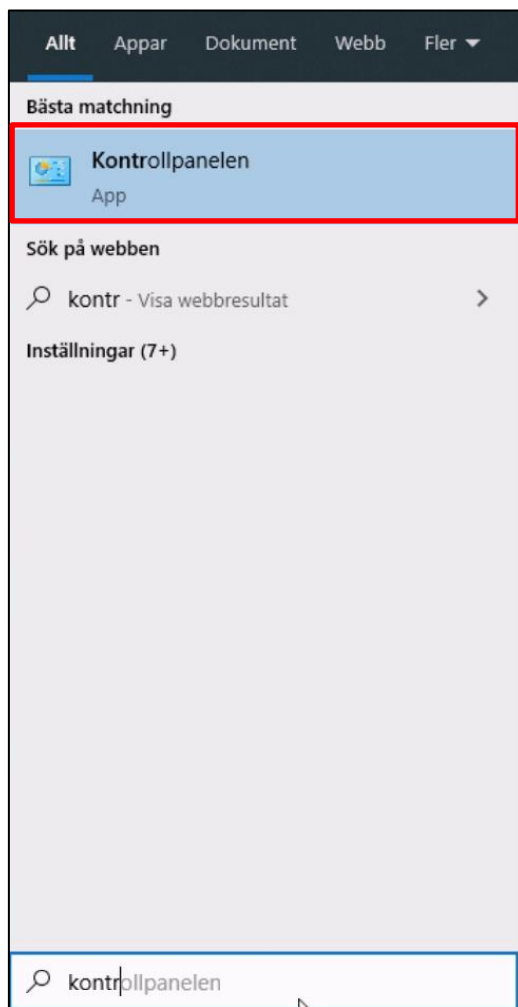 Allt Appar Dokument Webb Fler
Bästa matchning
Kontrollpanelen
App
Sök på webben
kontr - Visa webbresultat
Inställningar (7+)
kontrollpanelen